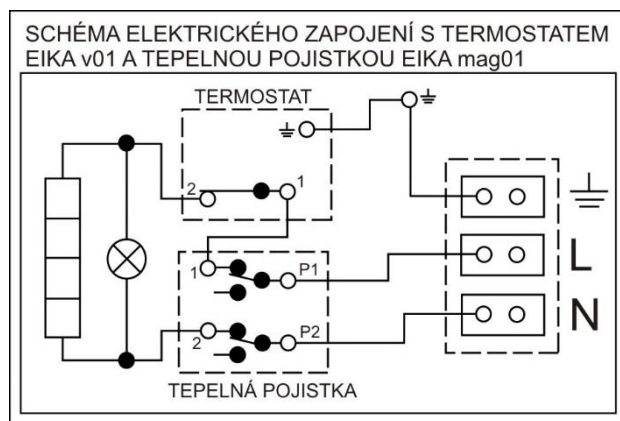 SCHÉMA ELEKTRICKÉHO ZAPOJENÍ S TERMOSTATEM
EIKA v01 A TEPELNOU POJISTKOU EIKA mag01
TERMOSTAT
2 1
1 P1
L
2 P2
N
TEPELNÁ POJISTKA